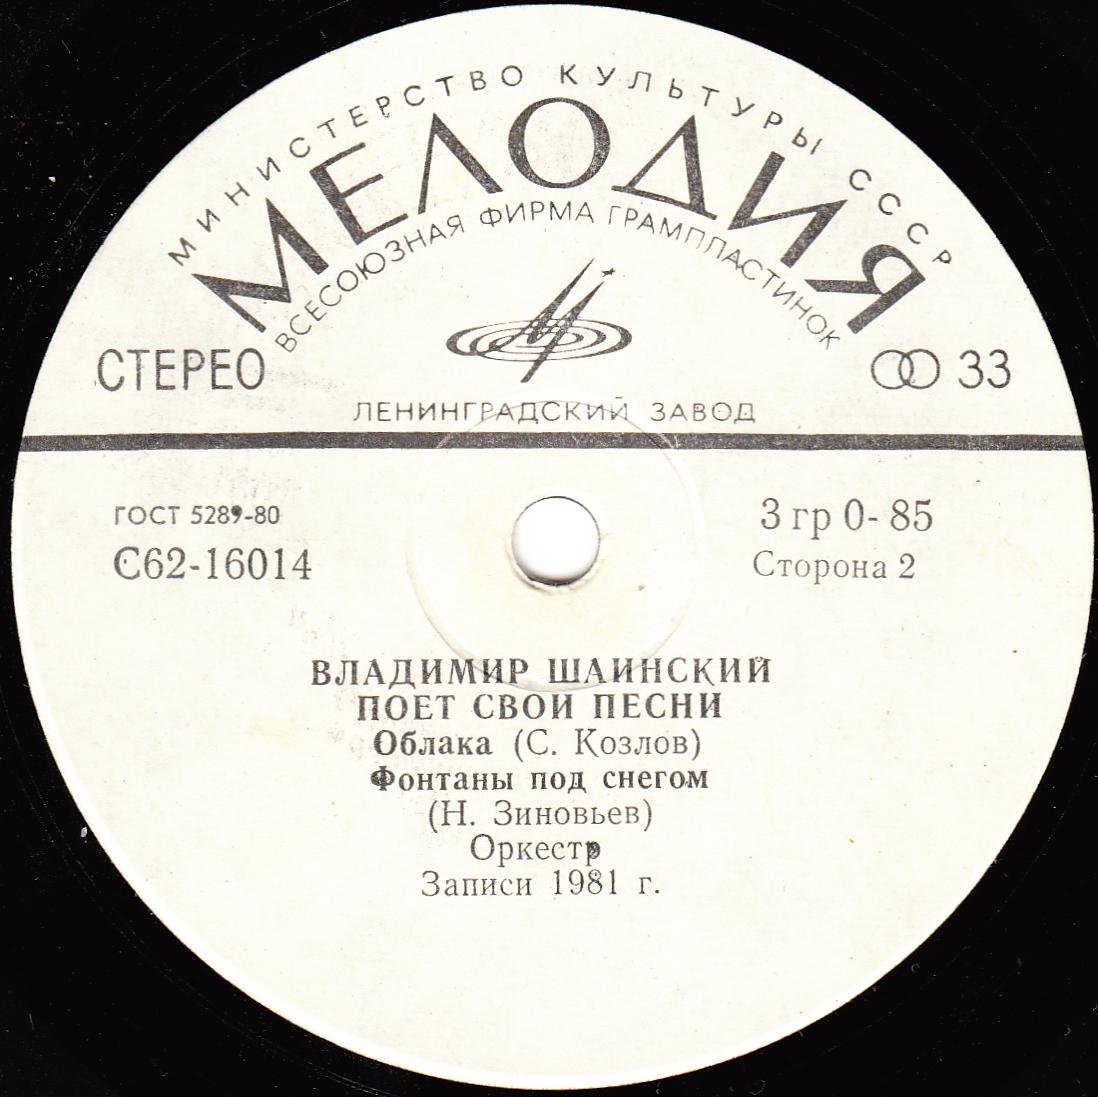 МИНИСТЕРСТВО КУЛЬТУРЫ СССР
МЕЛОДИЯ
ВСЕСОЮЗНАЯ ФИРМА ГРАМПЛАСТИНОК
СТЕРЕО
33
ЛЕНИНГРАДСКИЙ ЗАВОД
ГОСТ 5289-80
3 гр 0-85
С62-16014
Сторона 2
ВЛАДИМИР ШАИНСКИЙ
ПОЕТ СВОИ ПЕСНИ
Облака (С. Козлов)
Фонтаны под снегом
(Н. Зиновьев)
Оркестр
Записи 1981 г.